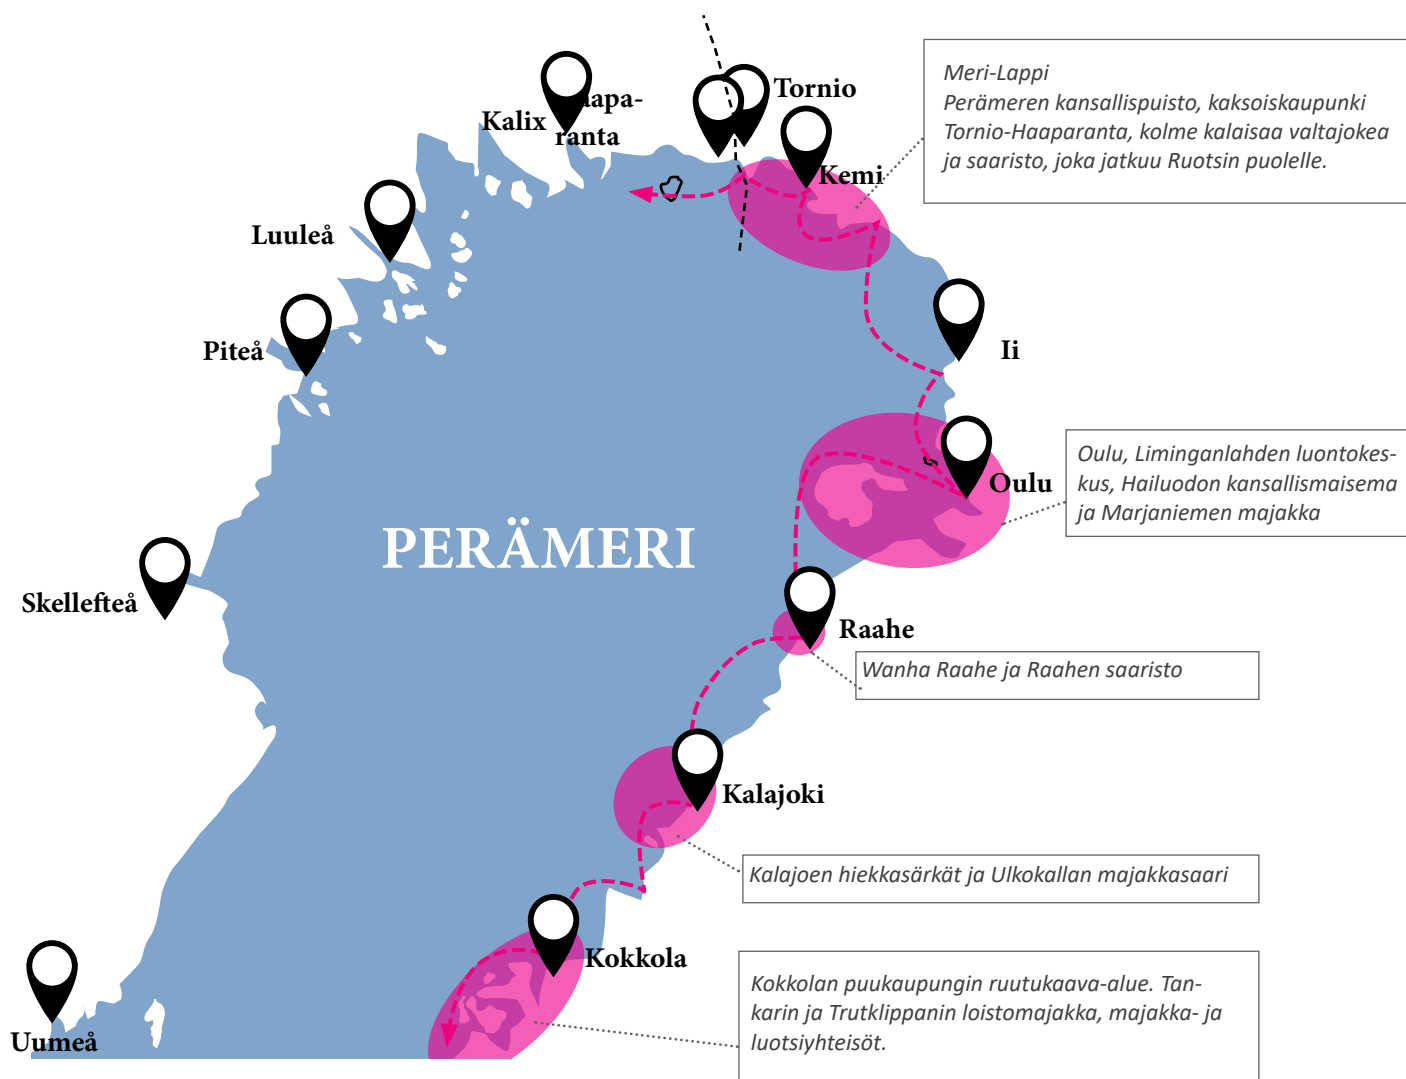 Meri-Lappi
Perämeren kansallispuisto, kaksoiskaupunki
Tornio-Haaparanta, kolme kalaisaa valtajokea
ja saaristo, joka jatkuu Ruotsin puolelle.
Tornio
aapa-
ranta
Kalix
Kemi
Luuleå
Ii
Piteå
Oulu, Liminganlahden luontokes-
kus, Hailuodon kansallismaisema
ja Marjaniemen majakka
Oulu
PERÄMERI
Skellefteå
Raahe
Wanha Raahe ja Raahen saaristo
Kalajoki
Kalajoen hiekkasärkät ja Ulkokallan majakkasaari
Kokkola
Kokkolan puukaupungin ruutukaava-alue. Tan-
karin ja Trutklippanin loistomajakka, majakka- ja
luotsiyhteisöt.
Uumeå